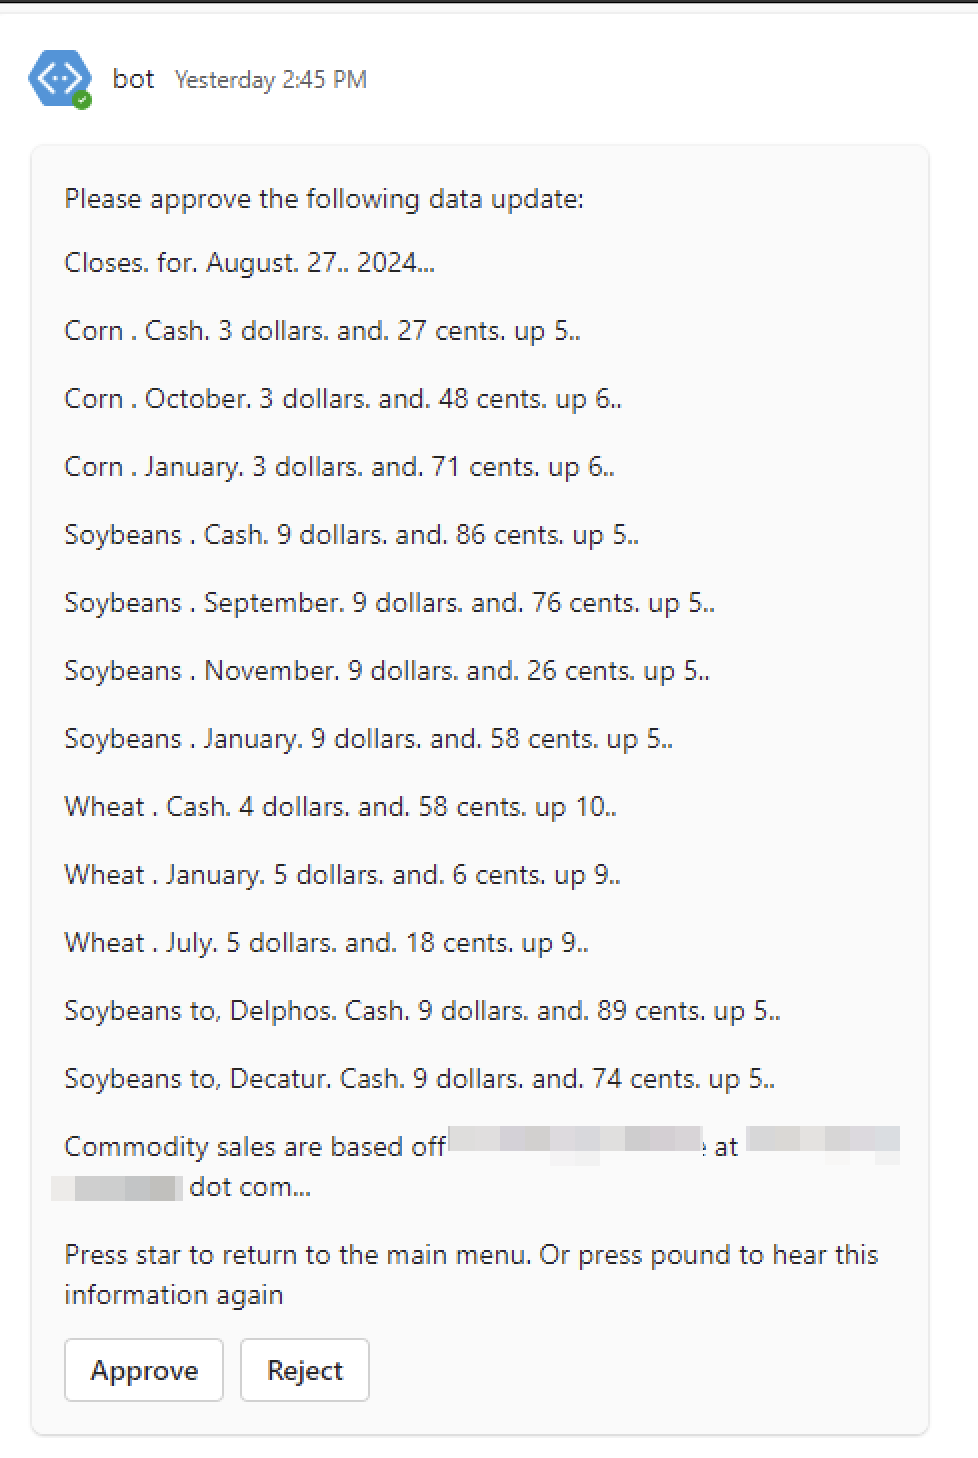 bot Yesterday 2:45 PM
Please approve the following data update:
Closes. for. August. 27.. 2024...
Corn . Cash. 3 dollars. and. 27 cents. up 5..
Corn . October. 3 dollars. and. 48 cents. up 6..
Corn . January. 3 dollars. and. 71 cents. up 6..
Soybeans . Cash. 9 dollars. and. 86 cents. up 5..
Soybeans . September. 9 dollars. and. 76 cents. up 5..
Soybeans . November. 9 dollars. and. 26 cents. up 5..
Soybeans . January. 9 dollars. and. 58 cents. up 5..
Wheat . Cash. 4 dollars. and. 58 cents. up 10..
Wheat . January. 5 dollars. and. 6 cents. up 9..
Wheat . July. 5 dollars. and. 18 cents. up 9..
Soybeans to, Delphos. Cash. 9 dollars. and. 89 cents. up 5..
Soybeans to, Decatur. Cash. 9 dollars. and. 74 cents. up 5..
Commodity sales are based off at
dot com...
Press star to return to the main menu. Or press pound to hear this
information again
Approve Reject